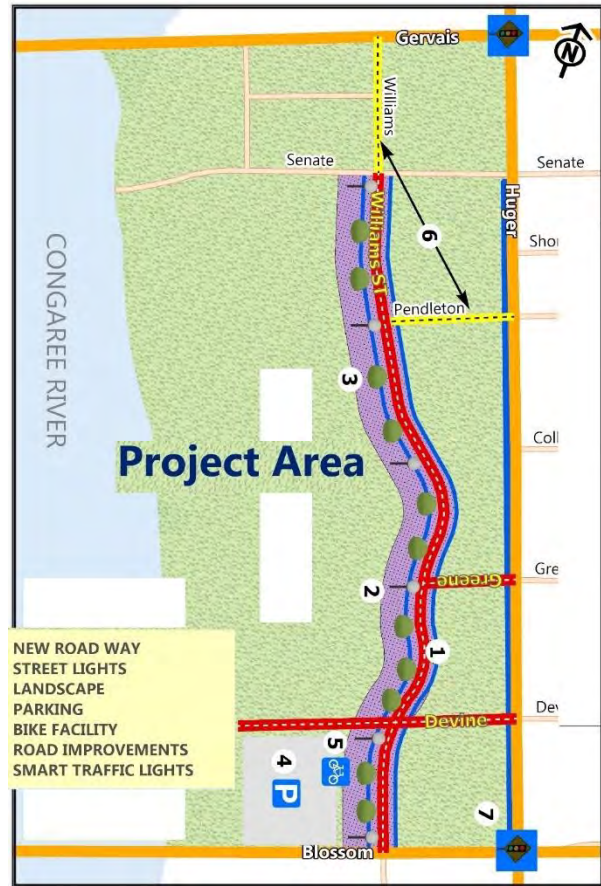 Gervais
N
Williams
Senate
Senate
Huger
Williams ST
Sho
6
Pendleton
CONGAREE RIVER
3
Project Area
Coll
2
Gre
Greene
1
NEW ROAD WAY
STREET LIGHTS
LANDSCAPE
PARKING
BIKE FACILITY
ROAD IMPROVEMENTS
SMART TRAFFIC LIGHTS
Devine
Dev
4
5
P
7
Blossom